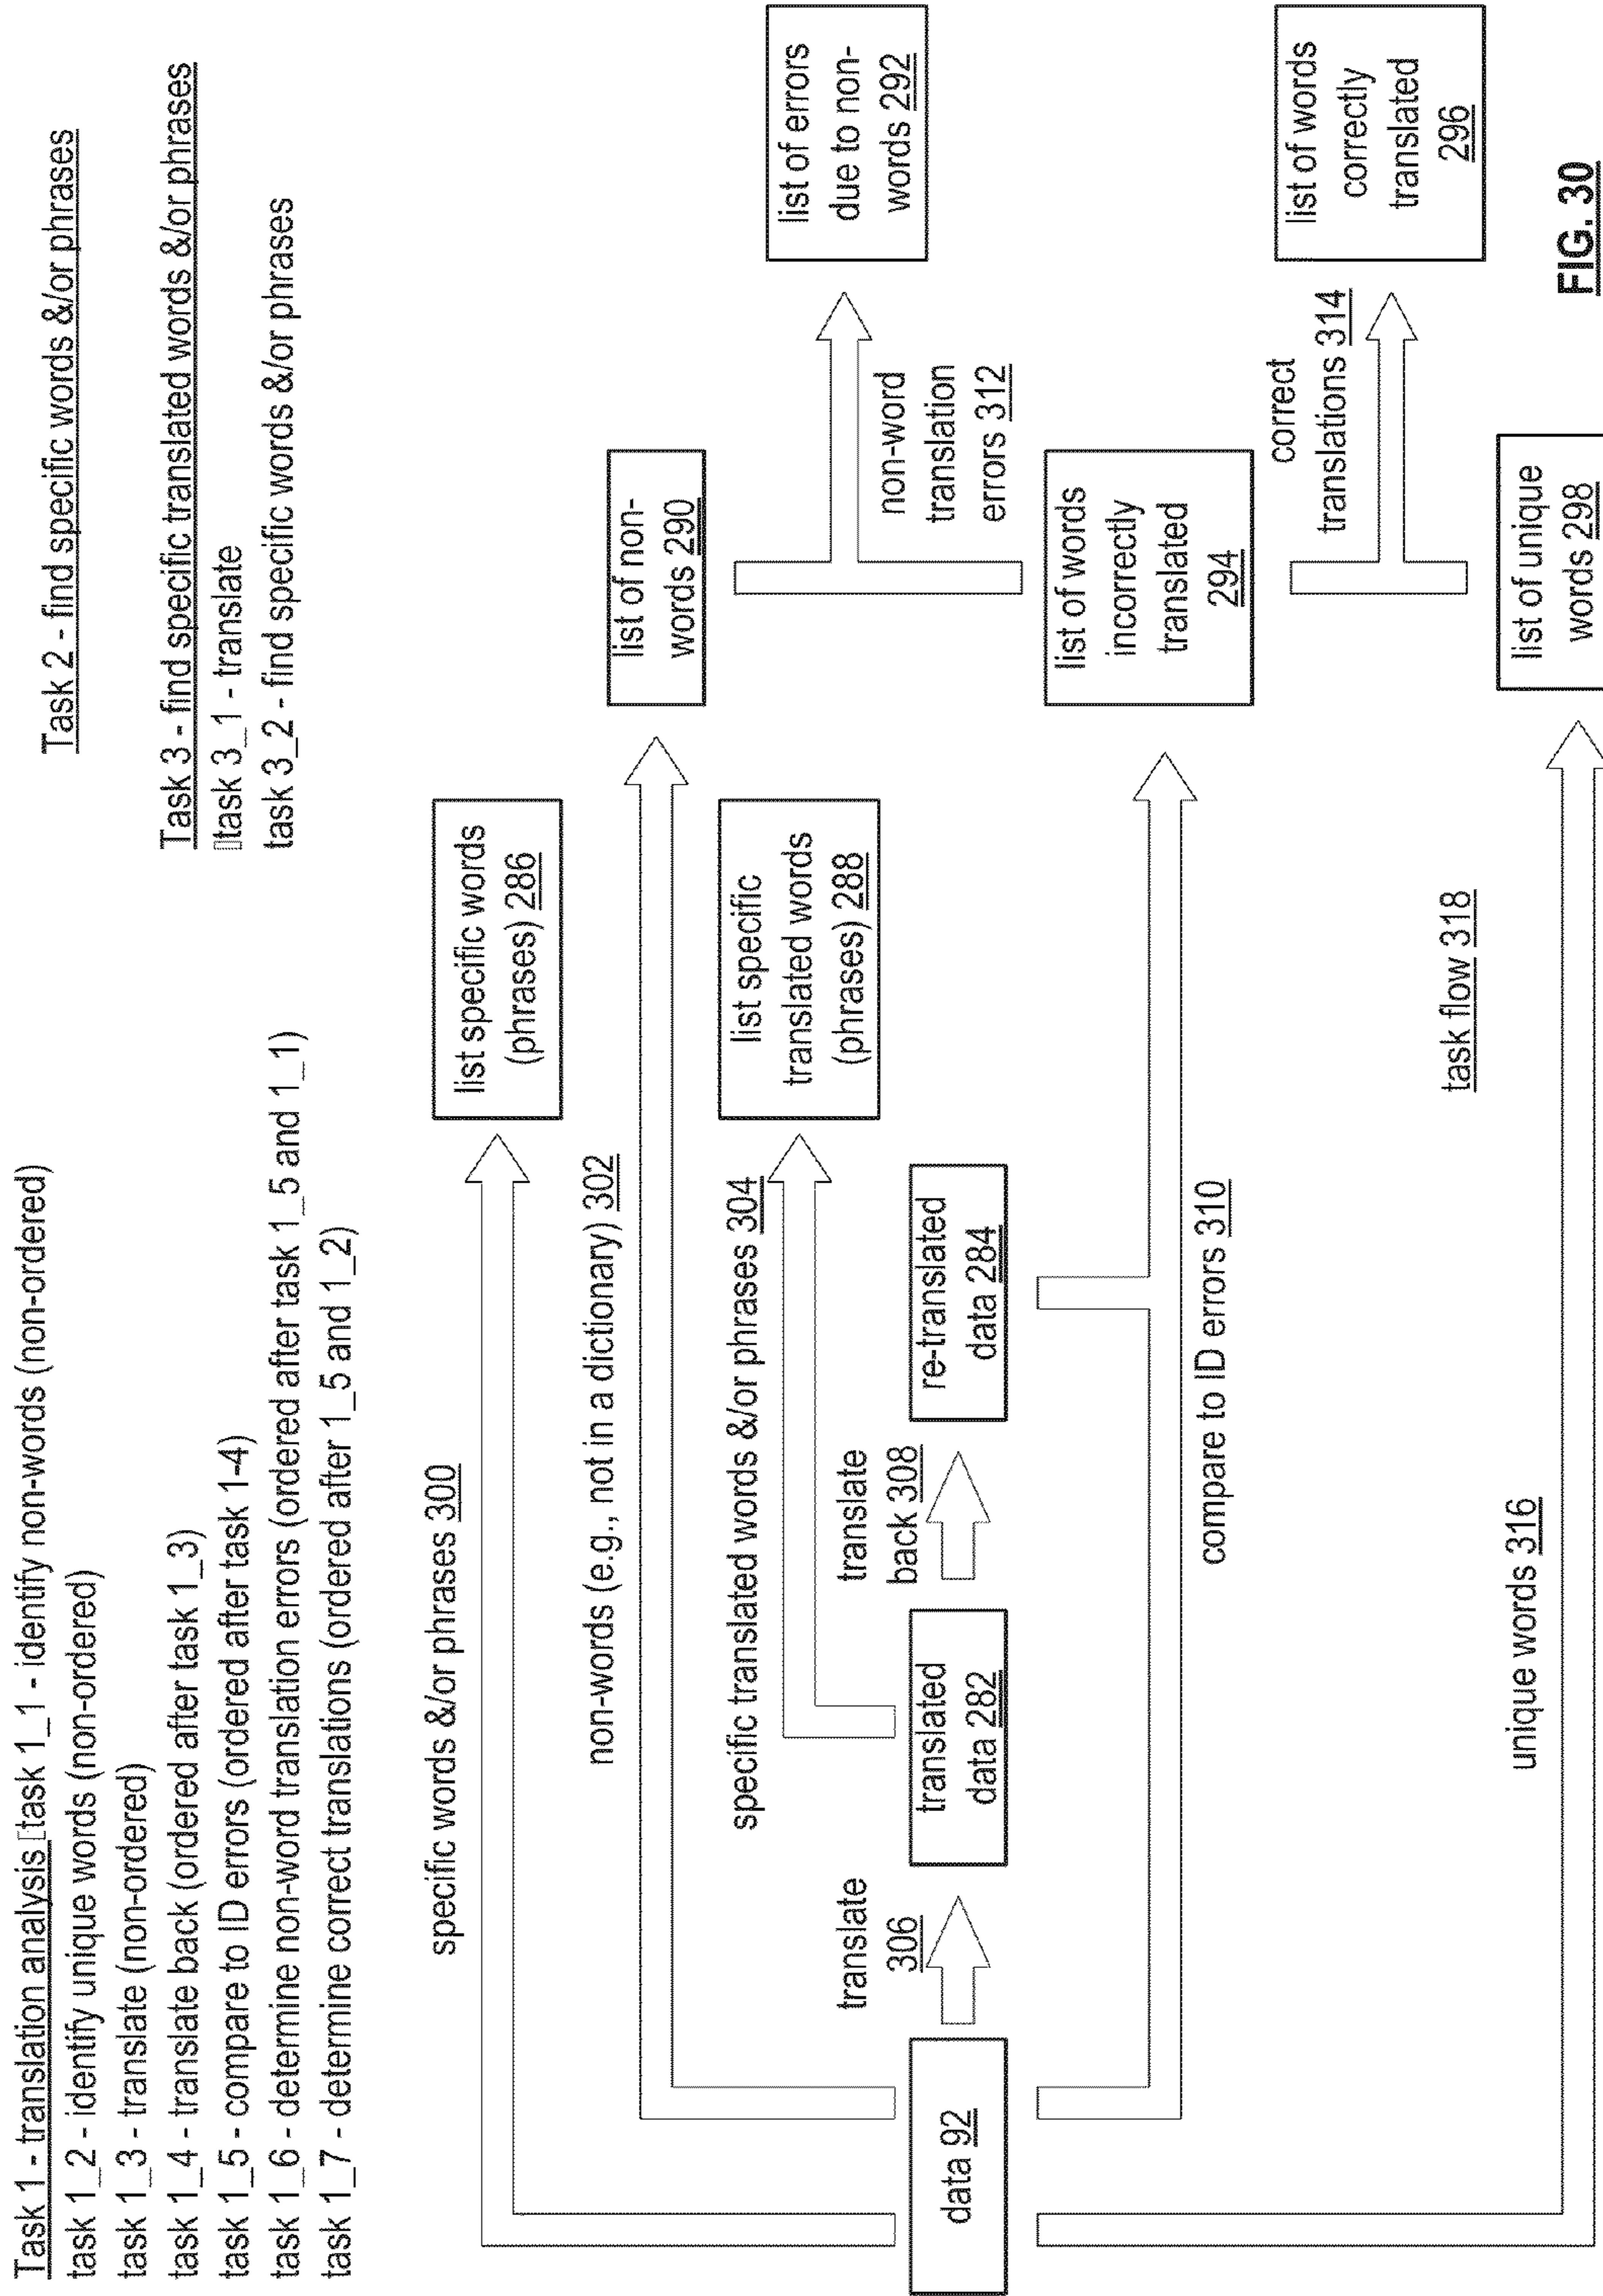 Task 1 - translation analysis task 1_1 - identify non-words (non-ordered)
task 1_2 - identify unique words (non-ordered)
task 1_3 - translate (non-ordered)
task 1_4 - translate back (ordered after task 1_3)
task 1_5 - compare to ID errors (ordered after task 1-4)
task 1_6 - determine non-word translation errors (ordered after task 1_5 and 1_1)
task 1_7 - determine correct translations (ordered after 1_5 and 1_2)
Task 2 - find specific words &/or phrases
Task 3 - find specific translated words &/or phrases
task 3_1 - translate
task 3_2 - find specific words &/or phrases
specific words &/or phrases 300
list specific words
(phrases) 286
non-words (e.g., not in a dictionary) 302
list of non-
words 290
specific translated words &/or phrases 304
list specific
translated words
(phrases) 288
list of errors
due to non-
words 292
non-word
translation
errors 312
data 92
translate
306
translated
data 282
translate
back 308
re-translated
data 284
compare to ID errors 310
list of words
incorrectly
translated
294
correct
translations 314
list of words
correctly
translated
296
task flow 318
unique words 316
list of unique
words 298
FIG. 30